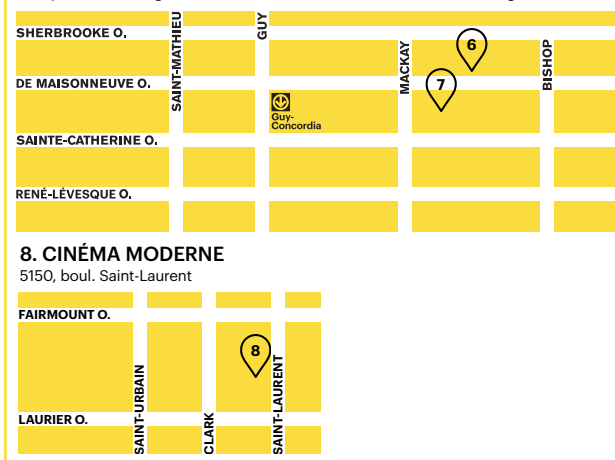 SHERBROOKE O.
SAINT-MATHIEU
GUY
MACKAY
6
BISHOP
DE MAISONNEUVE O.
7
Guy-
Concordia
SAINTE-CATHERINE O.
RENÉ-LÉVESQUE O.
8. CINÉMA MODERNE
5150, boul. Saint-Laurent
FAIRMOUNT O.
8
SAINT-URBAIN
CLARK
SAINT-LAURENT
LAURIER O.